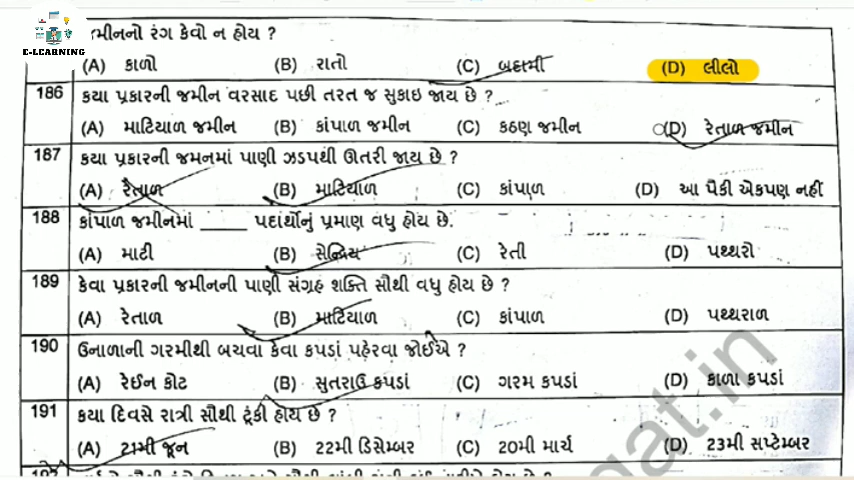 E-LEARNING
મીનનો રંગ કેવો ન હોય ?
(A) કાળો (B) રાતો (C) બદામી (D) લીલો
186 કયા પ્રકારની જમીન વરસાદ પછી તરત જ સુકાઇ જાય છે ?
(A) માટિયાળ જમીન (B) કાંપાળ જમીન (C) કઠણ જમીન (D) રેતાળ જમીન
187 કયા પ્રકારની જમનમાં પાણી ઝડપથી ઊતરી જાય છે ?
(A) રેતાળ (B) માટિયાળ (C) કાંપાળ (D) આ પૈકી એકપણ નહીં
188 કાંપાળ જમીનમાં ____ પદાર્થોનું પ્રમાણ વધુ હોય છે.
(A) માટી (B) સેન્દ્રિય (C) રેતી (D) પથ્થરો
189 કેવા પ્રકારની જમીનની પાણી સંગ્રહ શક્તિ સૌથી વધુ હોય છે ?
(A) રેતાળ (B) માટિયાળ (C) કાંપાળ (D) પથ્થરાળ
190 ઉનાળાની ગરમીથી બચવા કેવા કપડાં પહેરવા જોઈએ ?
(A) રેઈન કોટ (B) સુતરાઉ કપડાં (C) ગરમ કપડાં (D) કાળા કપડાં
191 કયા દિવસે રાત્રી સૌથી ટૂંકી હોય છે ?
(A) 21મી જૂન (B) 22મી ડિસેમ્બર (C) 20મી માર્ચ (D) 23મી સપ્ટેમ્બર